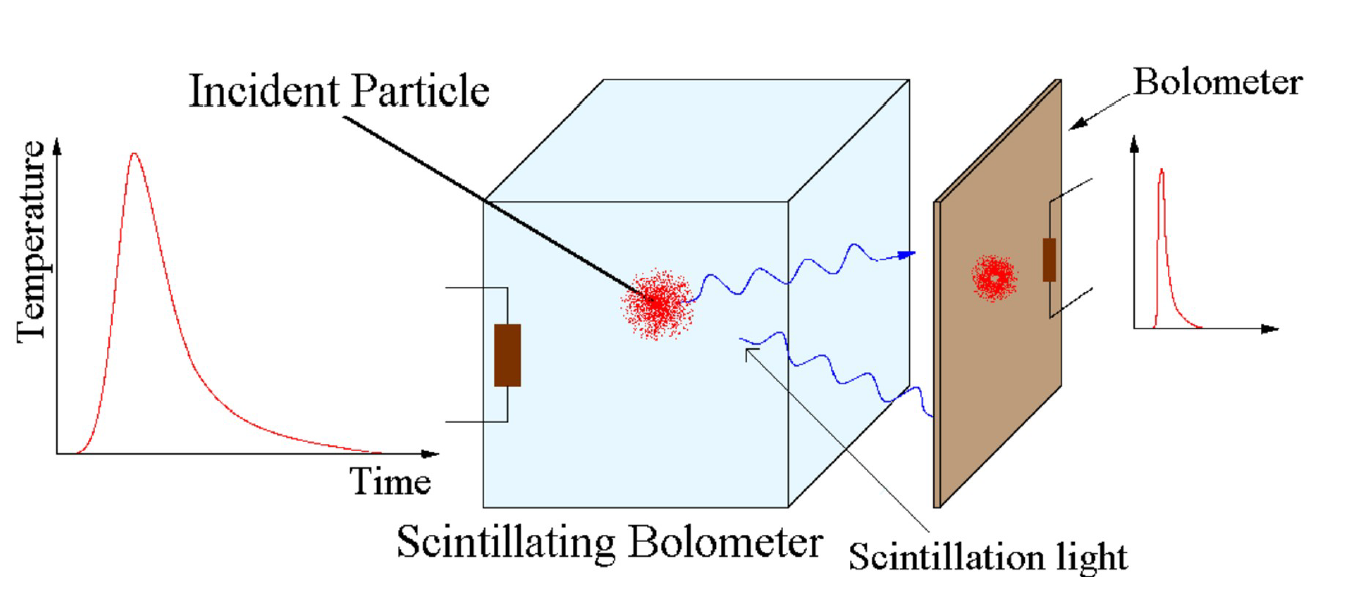 Incident Particle
Bolometer
Temperature
Time
Scintillating Bolometer
Scintillation light